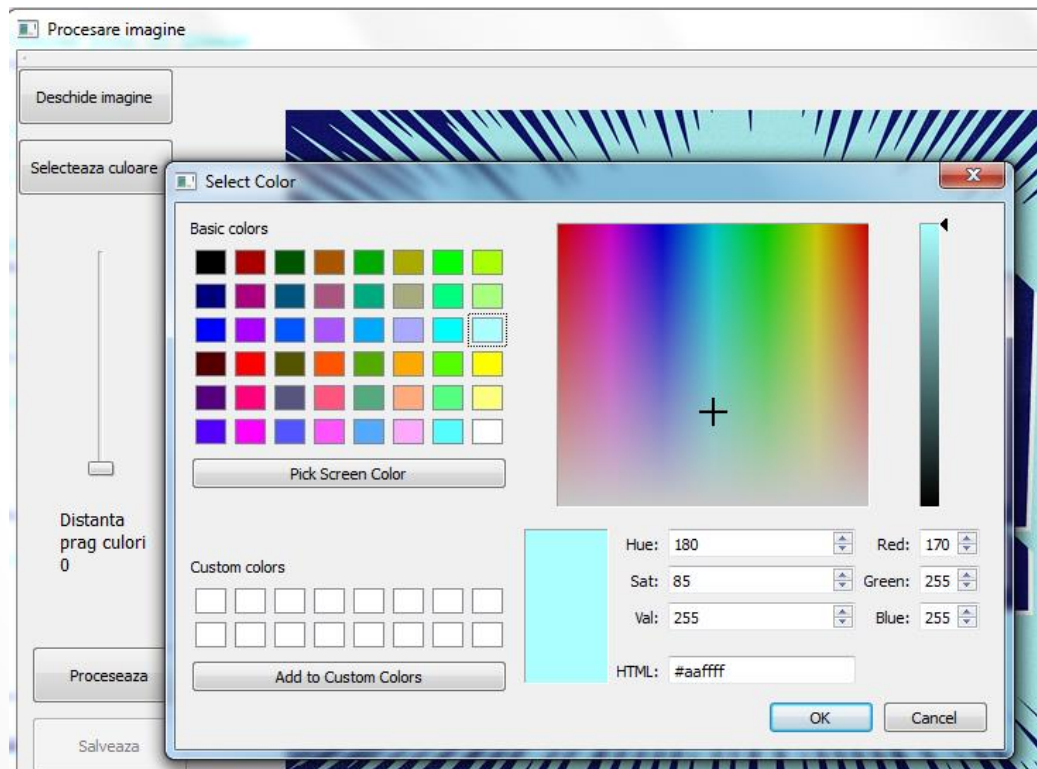 Procesare imagine
Deschide imagine
Selecteaza culoare
Distanta
prag culori
0
Proceseaza
Salveaza
Select Color
Basic colors
Pick Screen Color
Custom colors
Add to Custom Colors
Hue: 180 Red: 170
Sat: 85 Green: 255
Val: 255 Blue: 255
HTML: #aaffff
OK Cancel